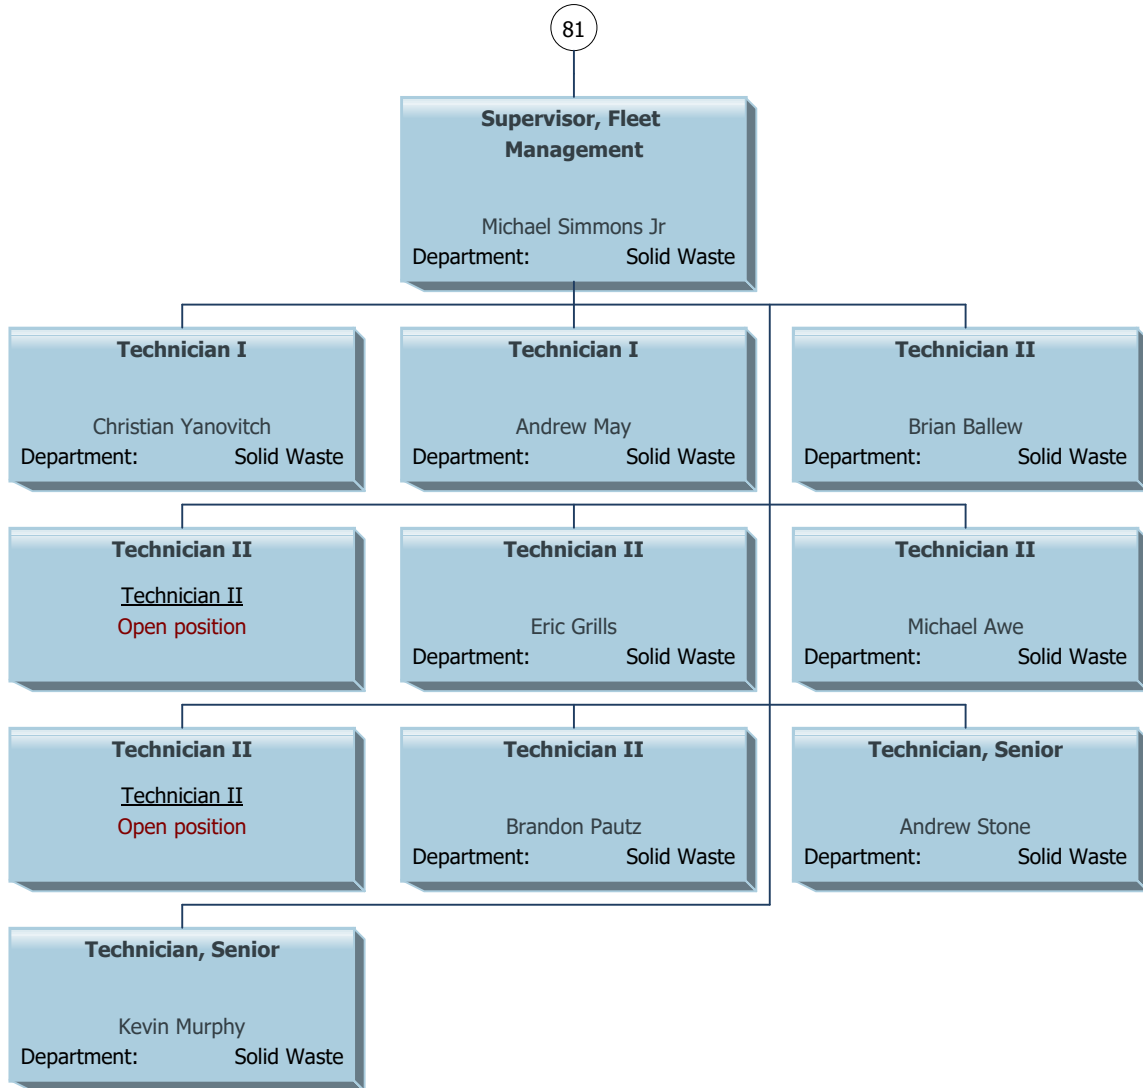 81
Supervisor, Fleet
Management
Michael Simmons Jr
Department: Solid Waste
Technician I
Christian Yanovitch
Department: Solid Waste
Technician I
Andrew May
Department: Solid Waste
Technician II
Brian Ballew
Department: Solid Waste
Technician II
Technician II
Open position
Technician II
Eric Grills
Department: Solid Waste
Technician II
Michael Awe
Department: Solid Waste
Technician II
Technician II
Open position
Technician II
Brandon Pautz
Department: Solid Waste
Technician, Senior
Andrew Stone
Department: Solid Waste
Technician, Senior
Kevin Murphy
Department: Solid Waste